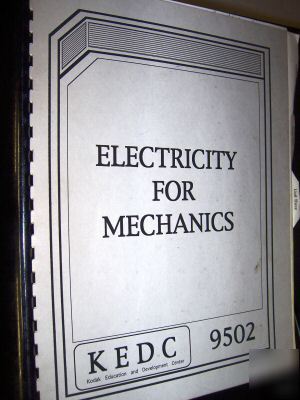 ELECTRICITY
FOR
MECHANICS
KEDC
Kodak Education and Development Center
9502